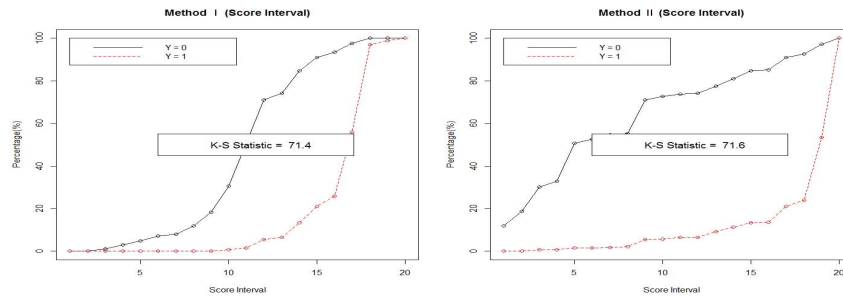 Method I (Score Interval)
Y = 0
Y = 1
K-S Statistic = 71.4
Percentage(%)
0
20
40
60
80
100
5
10
15
20
Score Interval
Method II (Score Interval)
Y = 0
Y = 1
K-S Statistic = 71.6
Percentage(%)
0
20
40
60
80
100
5
10
15
20
Score Interval